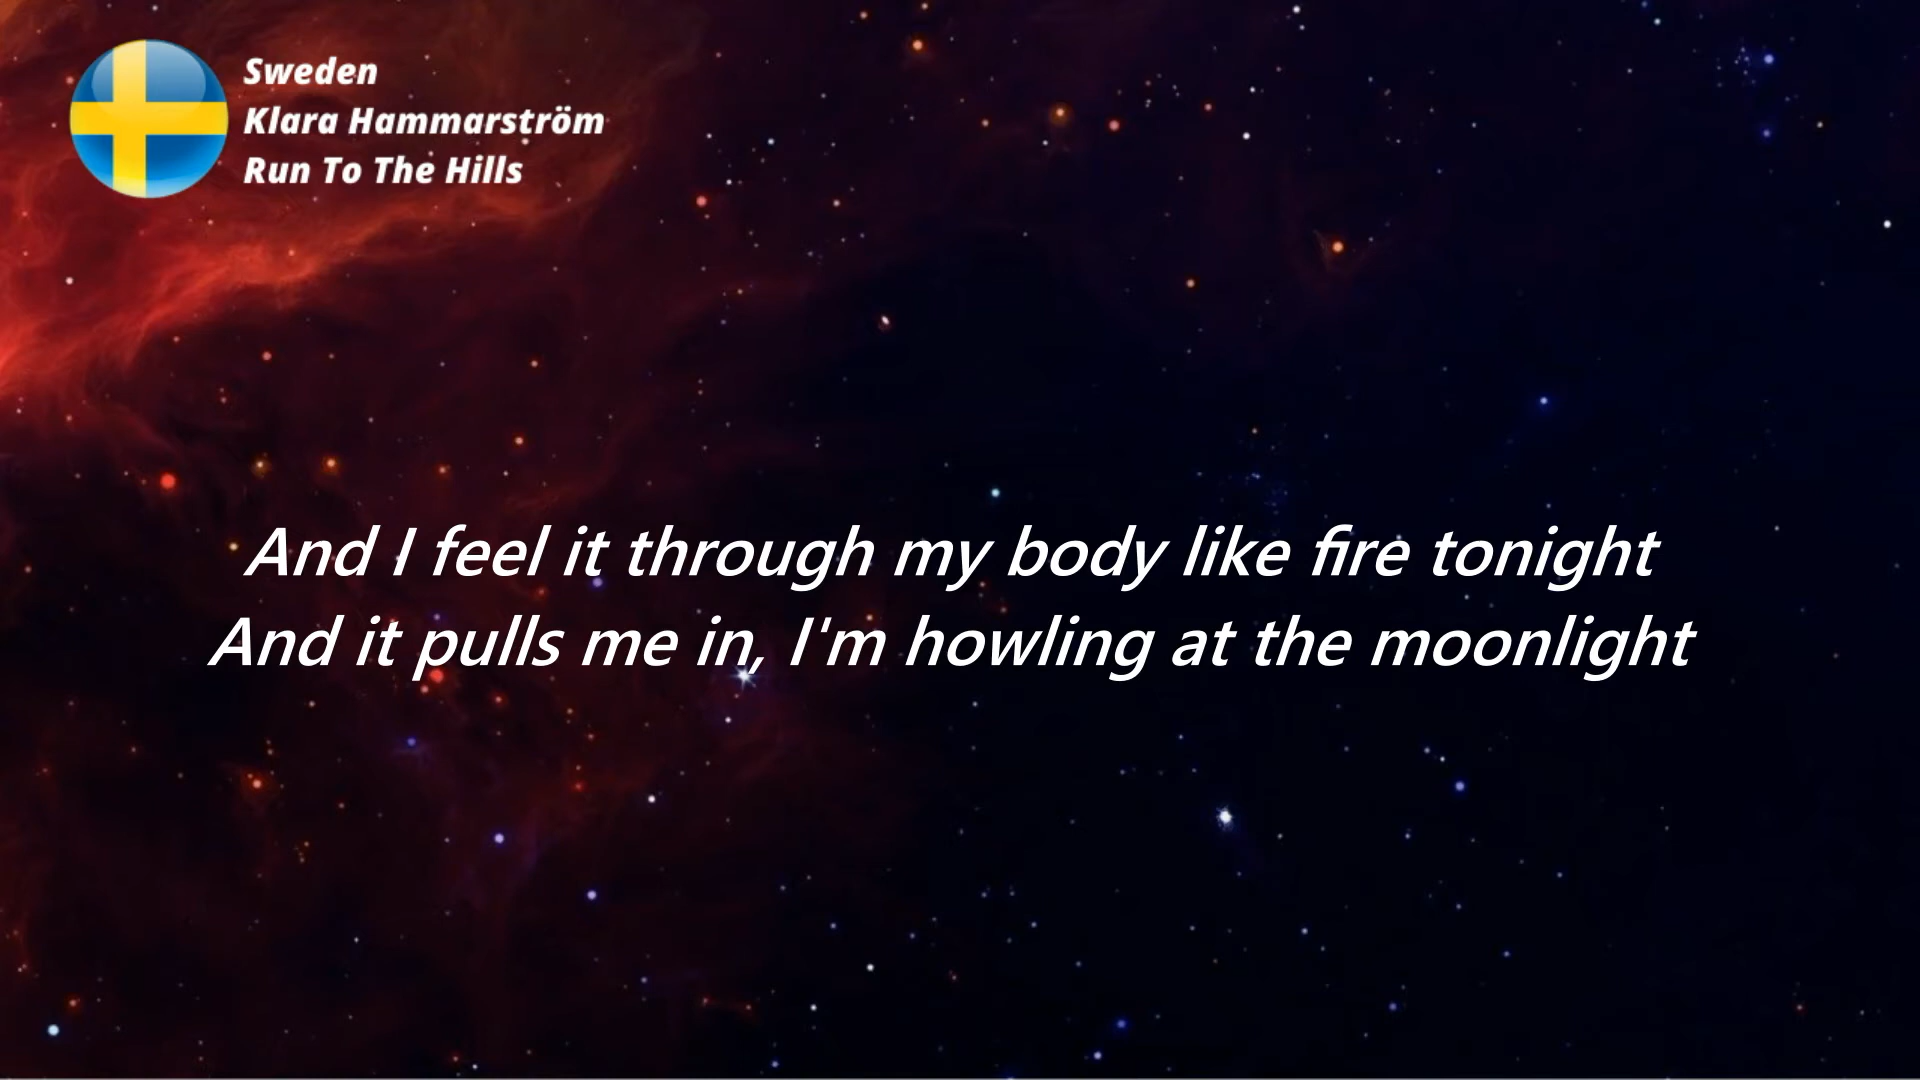 Sweden
Klara Hammarström
Run To The Hills
And I feel it through my body like fire tonight
And it pulls me in, I'm howling at the moonlight